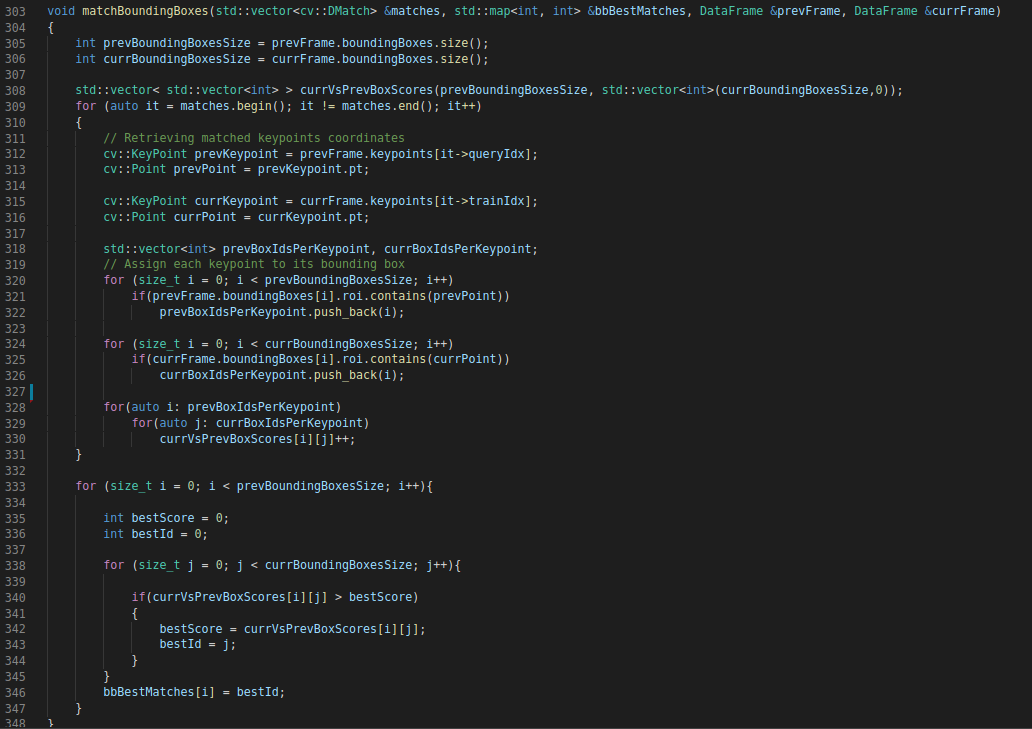 303 void matchBoundingBoxes(std::vector<cv::DMatch> &matches, std::map<int, int> &bbBestMatches, DataFrame &prevFrame, DataFrame &currFrame)
304 {
305     int prevBoundingBoxesSize = prevFrame.boundingBoxes.size();
306     int currBoundingBoxesSize = currFrame.boundingBoxes.size();
307
308     std::vector< std::vector<int> > currVsPrevBoxScores(prevBoundingBoxesSize, std::vector<int>(currBoundingBoxesSize,0));
309     for (auto it = matches.begin(); it != matches.end(); it++)
310     {
311         // Retrieving matched keypoints coordinates
312         cv::KeyPoint prevKeypoint = prevFrame.keypoints[it->queryIdx];
313         cv::Point prevPoint = prevKeypoint.pt;
314
315         cv::KeyPoint currKeypoint = currFrame.keypoints[it->trainIdx];
316         cv::Point currPoint = currKeypoint.pt;
317
318         std::vector<int> prevBoxIdsPerKeypoint, currBoxIdsPerKeypoint;
319         // Assign each keypoint to its bounding box
320         for (size_t i = 0; i < prevBoundingBoxesSize; i++)
321             if(prevFrame.boundingBoxes[i].roi.contains(prevPoint))
322                 prevBoxIdsPerKeypoint.push_back(i);
323
324         for (size_t i = 0; i < currBoundingBoxesSize; i++)
325             if(currFrame.boundingBoxes[i].roi.contains(currPoint))
326                 currBoxIdsPerKeypoint.push_back(i);
327
328         for(auto i: prevBoxIdsPerKeypoint)
329             for(auto j: currBoxIdsPerKeypoint)
330                 currVsPrevBoxScores[i][j]++;
331     }
332
333     for (size_t i = 0; i < prevBoundingBoxesSize; i++){
334
335         int bestScore = 0;
336         int bestId = 0;
337
338         for (size_t j = 0; j < currBoundingBoxesSize; j++){
339
340             if(currVsPrevBoxScores[i][j] > bestScore)
341             {
342                 bestScore = currVsPrevBoxScores[i][j];
343                 bestId = j;
344             }
345         }
346         bbBestMatches[i] = bestId;
347     }
348 }